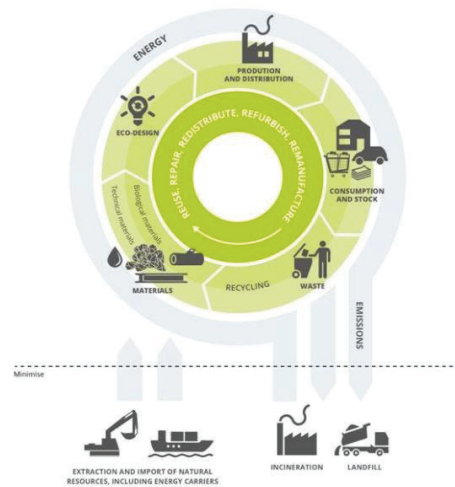 ENERGY
PRODUTION
AND DISTRIBUTION
ECO-DESIGN
REUSE, REPAIR, REDISTRIBUTE, REFURBISH, REMANUFACTURE
CONSUMPTION
AND STOCK
Biological materials
Technical materials
MATERIALS
RECYCLING
WASTE
EMISSIONS
Minimise
EXTRACTION AND IMPORT OF NATURAL
RESOURCES, INCLUDING ENERGY CARRIERS
INCINERATION
LANDFILL